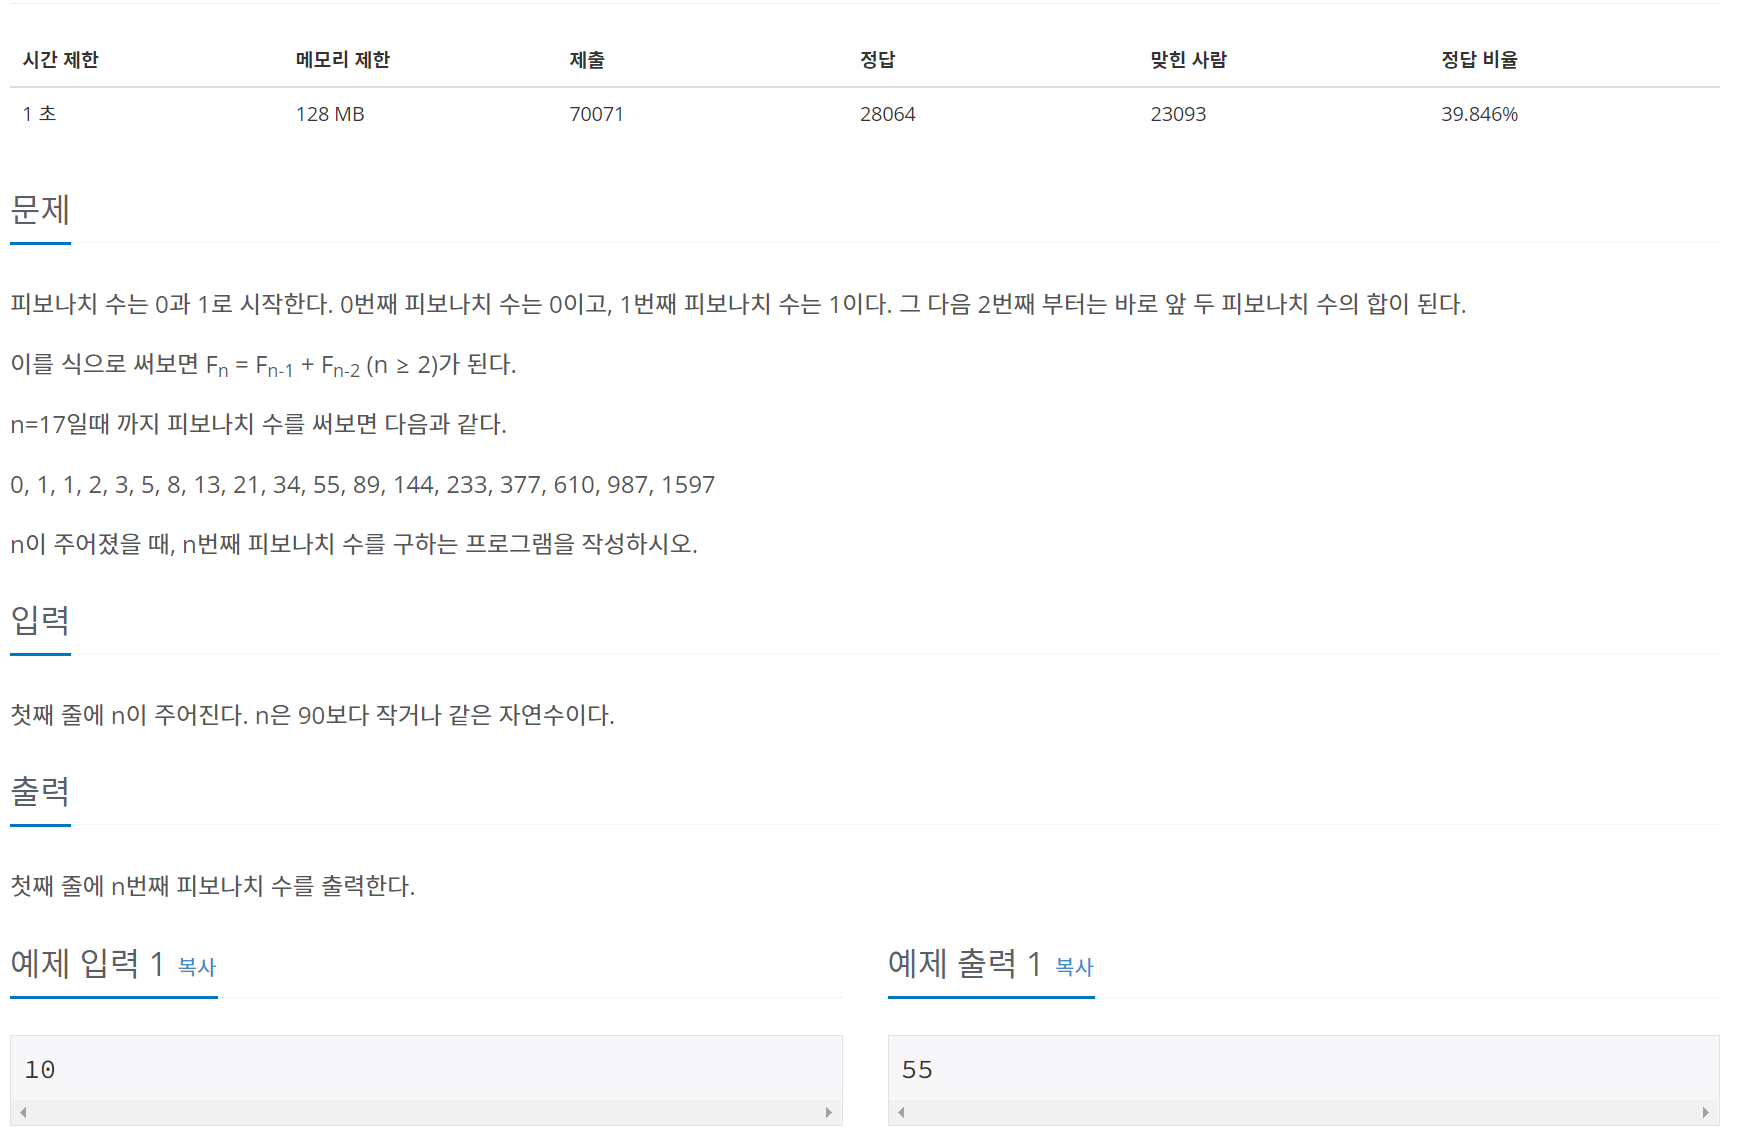 시간 제한 메모리 제한 제출 정답 맞힌 사람 정답 비율
1 초 128 MB 70071 28064 23093 39.846%
문제
피보나치 수는 0과 1로 시작한다. 0번째 피보나치 수는 0이고, 1번째 피보나치 수는 1이다. 그 다음 2번째 부터는 바로 앞 두 피보나치 수의 합이 된다.
이를 식으로 써보면 Fn = Fn-1 + Fn-2 (n ≥ 2)가 된다.
n=17일때 까지 피보나치 수를 써보면 다음과 같다.
0, 1, 1, 2, 3, 5, 8, 13, 21, 34, 55, 89, 144, 233, 377, 610, 987, 1597
n이 주어졌을 때, n번째 피보나치 수를 구하는 프로그램을 작성하시오.
입력
첫째 줄에 n이 주어진다. n은 90보다 작거나 같은 자연수이다.
출력
첫째 줄에 n번째 피보나치 수를 출력한다.
예제 입력 1 복사
10
예제 출력 1 복사
55